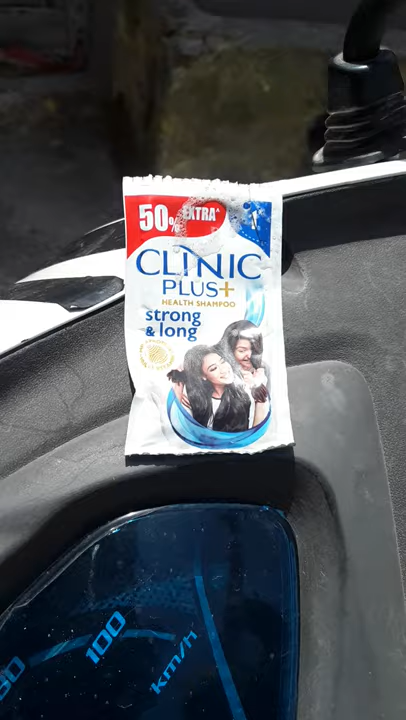 50% EXTRA^
CLINIC
PLUS+
HEALTH SHAMPOO
strong
& long
80
100
km/h